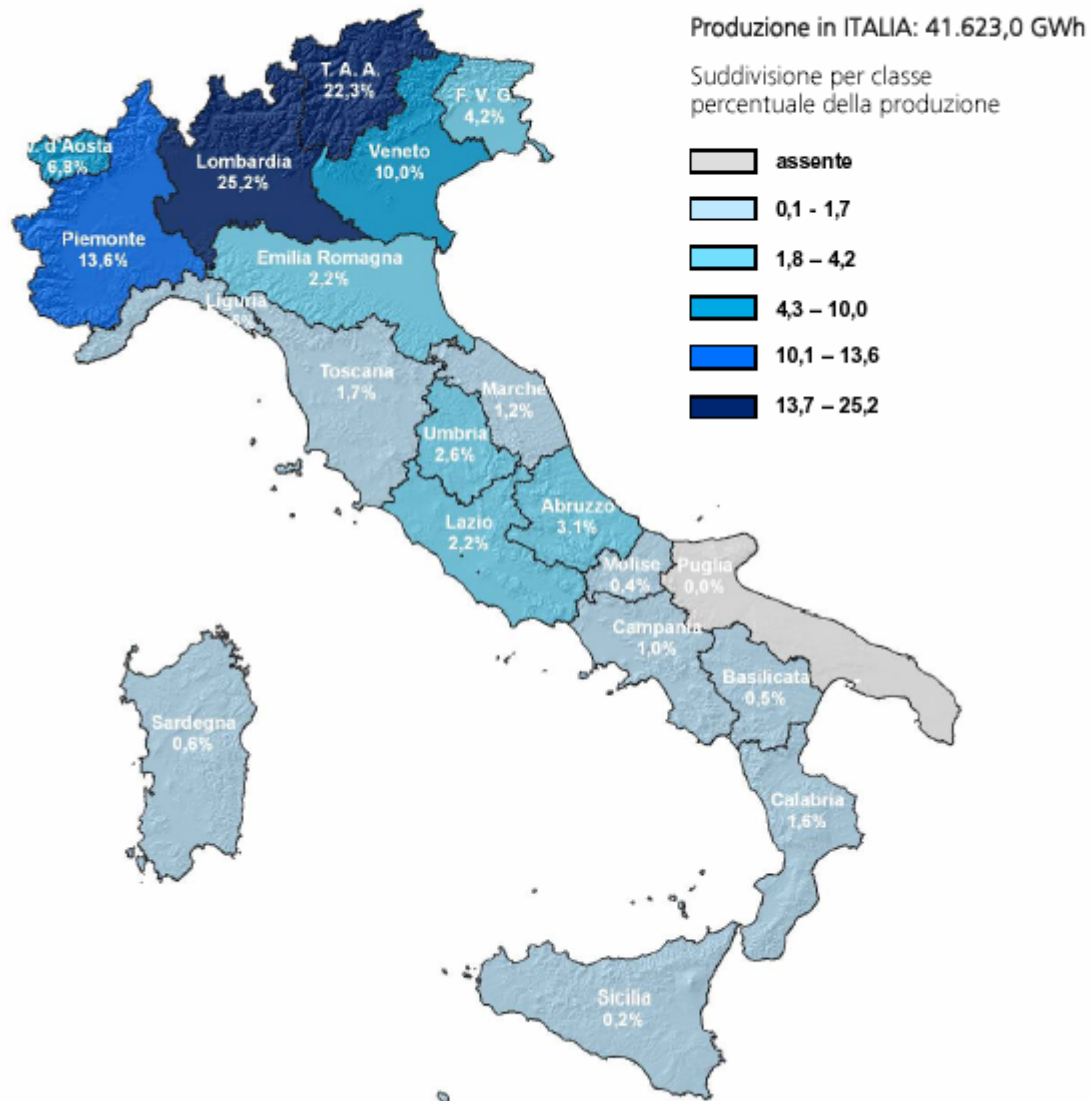 Produzione in ITALIA: 41.623,0 GWh
Suddivisione per classe
percentuale della produzione
assente
0,1 - 1,7
1,8 – 4,2
4,3 – 10,0
10,1 – 13,6
13,7 – 25,2
T. A. A.
22,3%
F. V. G.
4,2%
v. d'Aosta
6,8%
Lombardia
25,2%
Veneto
10,0%
Piemonte
13,6%
Emilia Romagna
2,2%
Liguria
Toscana
1,7%
Marche
1,2%
Umbria
2,6%
Abruzzo
3,1%
Lazio
2,2%
Molise
0,4%
Puglia
0,0%
Campania
1,0%
Basilicata
0,5%
Sardegna
0,6%
Calabria
1,6%
Sicilia
0,2%